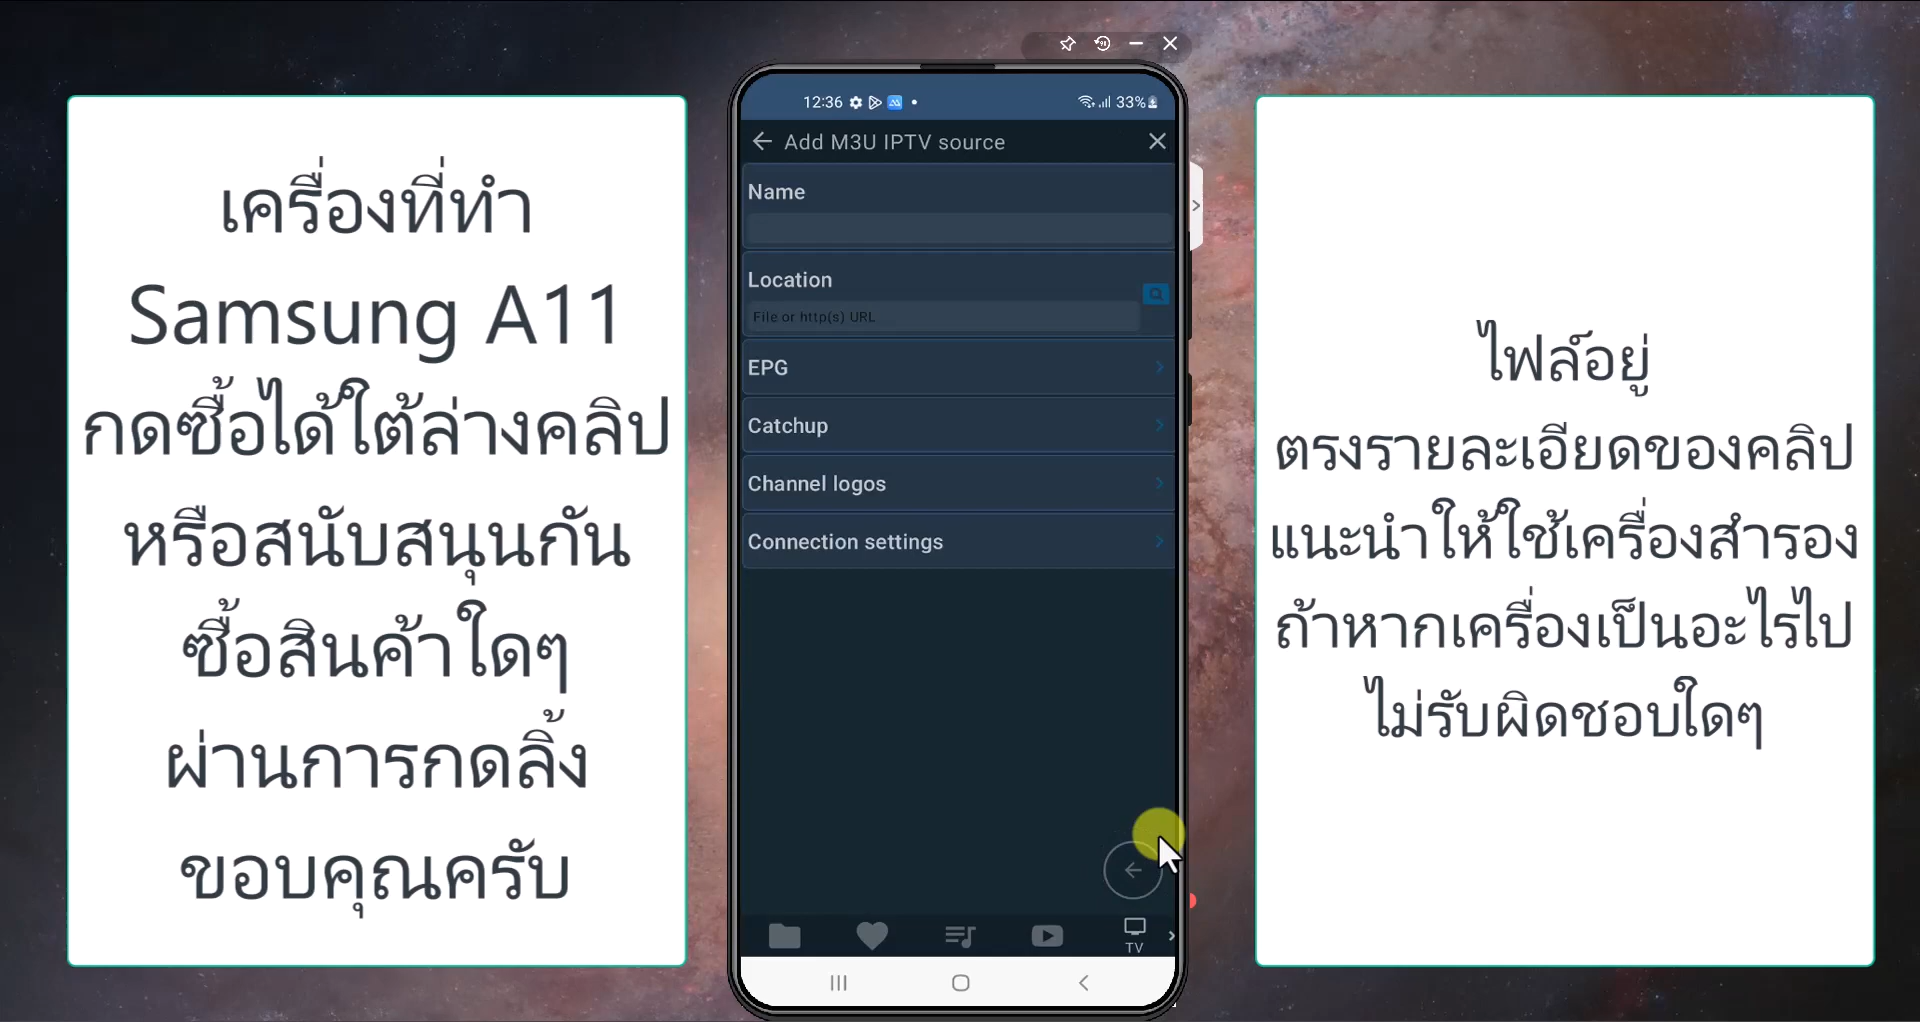 เครื่องที่ทำ
Samsung A11
กดซื้อได้ใต้ล่างคลิป
หรือสนับสนุนกัน
ซื้อสินค้าใดๆ
ผ่านการกดลิ้ง
ขอบคุณครับ
12:36
33%
Add M3U IPTV source
Name
Location
File or http(s) URL
EPG
Catchup
Channel logos
Connection settings
TV
ไฟล์อยู่
ตรงรายละเอียดของคลิป
แนะนำให้ใช้เครื่องสำรอง
ถ้าหากเครื่องเป็นอะไรไป
ไม่รับผิดชอบใดๆ